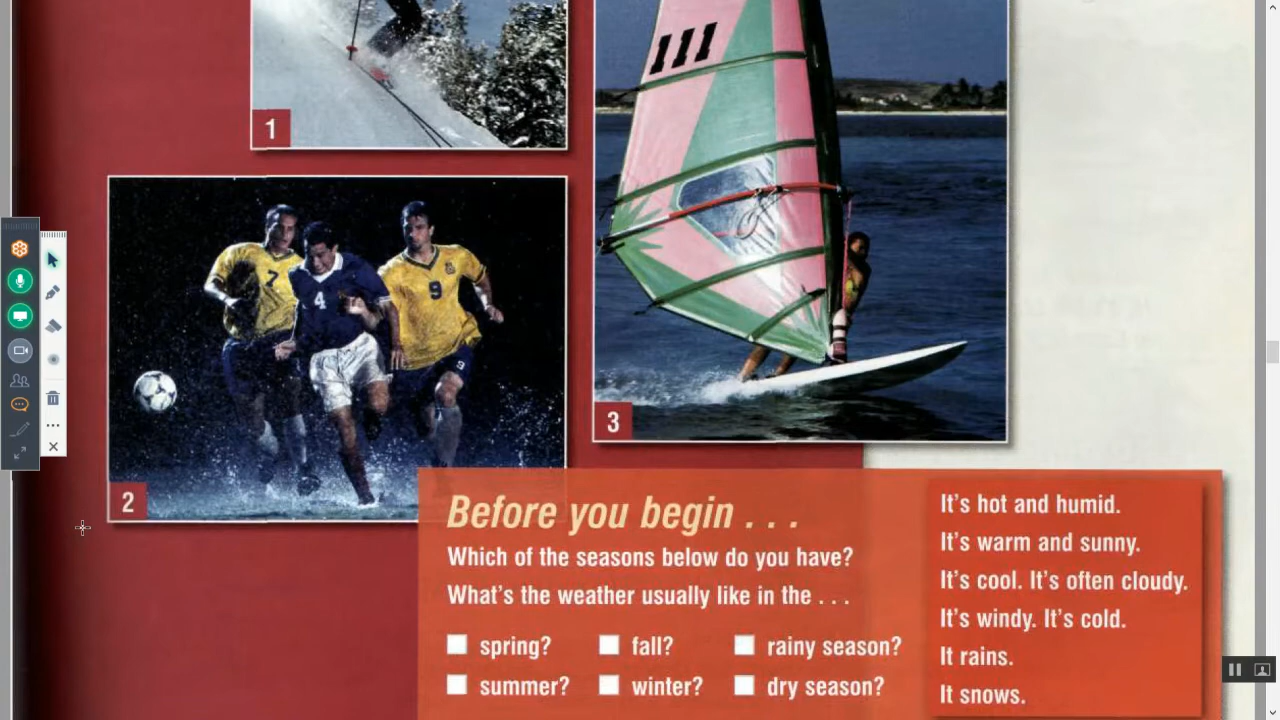 1
111
7
4
9
9
2
3
Before you begin . . .
Which of the seasons below do you have?
What's the weather usually like in the . . .
spring?
fall?
rainy season?
summer?
winter?
dry season?
It's hot and humid.
It's warm and sunny.
It's cool. It's often cloudy.
It's windy. It's cold.
It rains.
It snows.